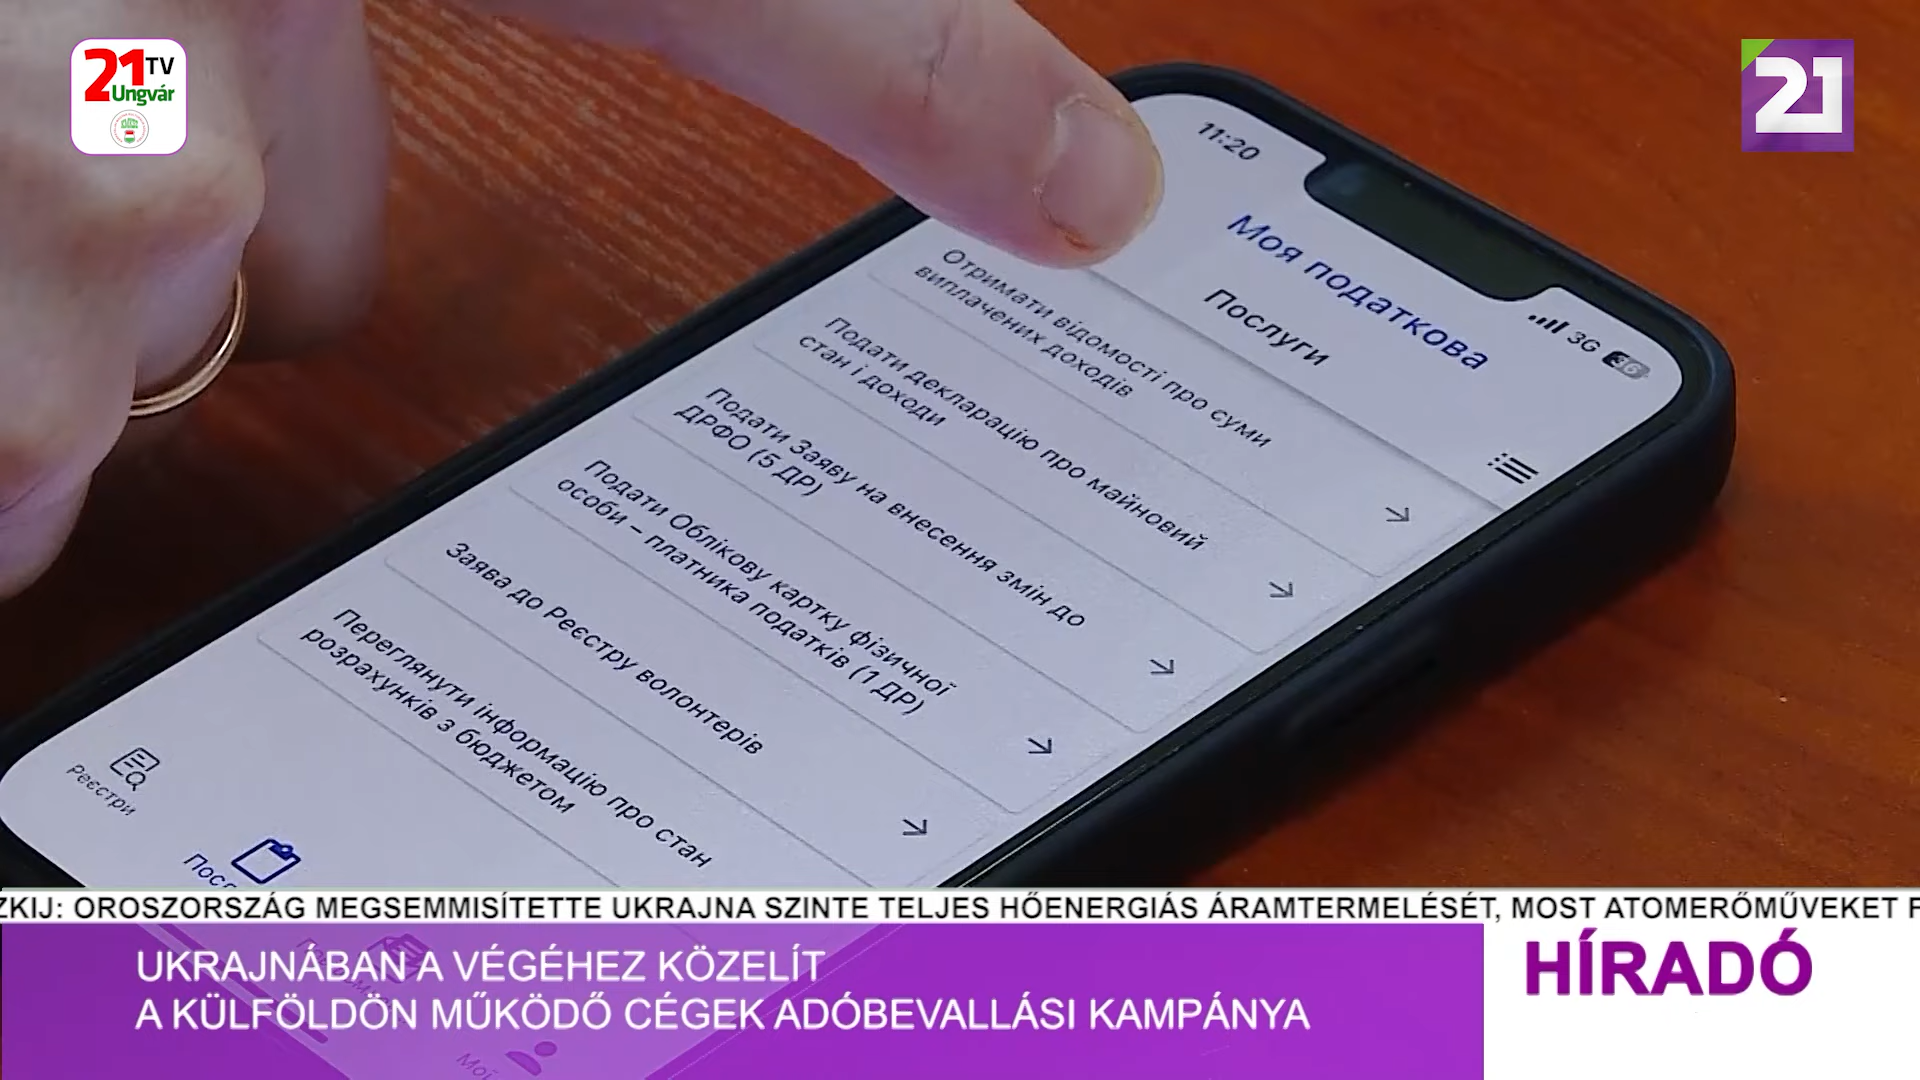 21 TV
Ungvár
21
11:20
3G
36
Моя податкова
Послуги
Отримати відомості про суми
виплачених доходів
Подати декларацію про майновий
стан і доходи
Подати Заяву на внесення змін до
ДРФО (5 ДР)
Подати Облікову картку фізичної
особи – платника податків (1 ДР)
Заява до Реєстру волонтерів
Переглянути інформацію про стан
розрахунків з бюджетом
Реєстри
ZKIJ: OROSZORSZÁG MEGSEMMISÍTETTE UKRAJNA SZINTE TELJES HŐENERGIÁS ÁRAMTERMELÉSÉT, MOST ATOMERŐMŰVEKET F
UKRAJNÁBAN A VÉGÉHEZ KÖZELÍT
A KÜLFÖLDÖN MŰKÖDŐ CÉGEK ADÓBEVALLÁSI KAMPÁNYA
HÍRADÓ